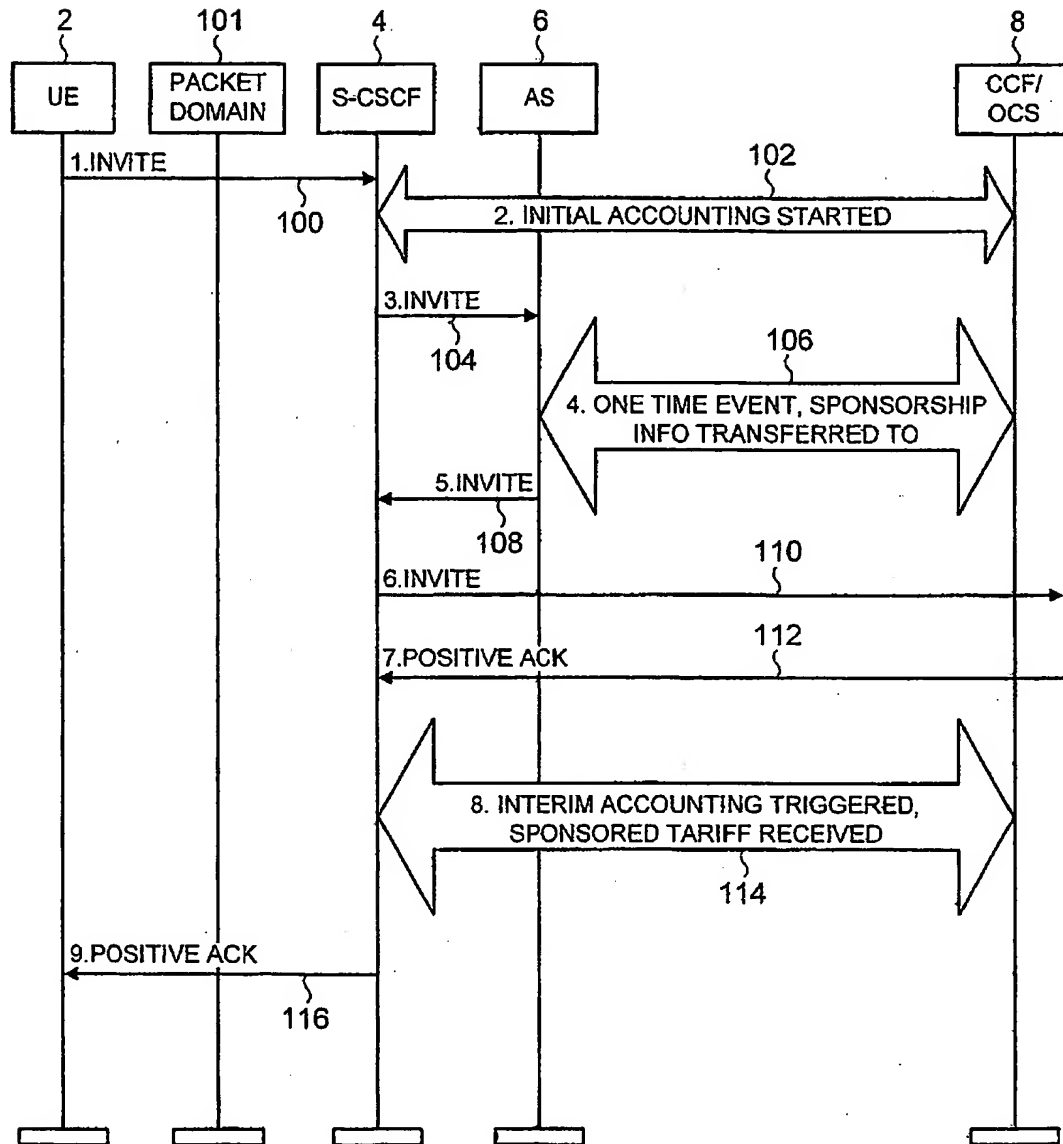 2 101 4 6 8
UE
PACKET
DOMAIN
S-CSCF
AS
CCF/
OCS
1.INVITE
100
102
2. INITIAL ACCOUNTING STARTED
3.INVITE
104
106
4. ONE TIME EVENT, SPONSORSHIP
INFO TRANSFERRED TO
5.INVITE
108
110
6.INVITE
112
7.POSITIVE ACK
8. INTERIM ACCOUNTING TRIGGERED,
SPONSORED TARIFF RECEIVED
114
9.POSITIVE ACK
116